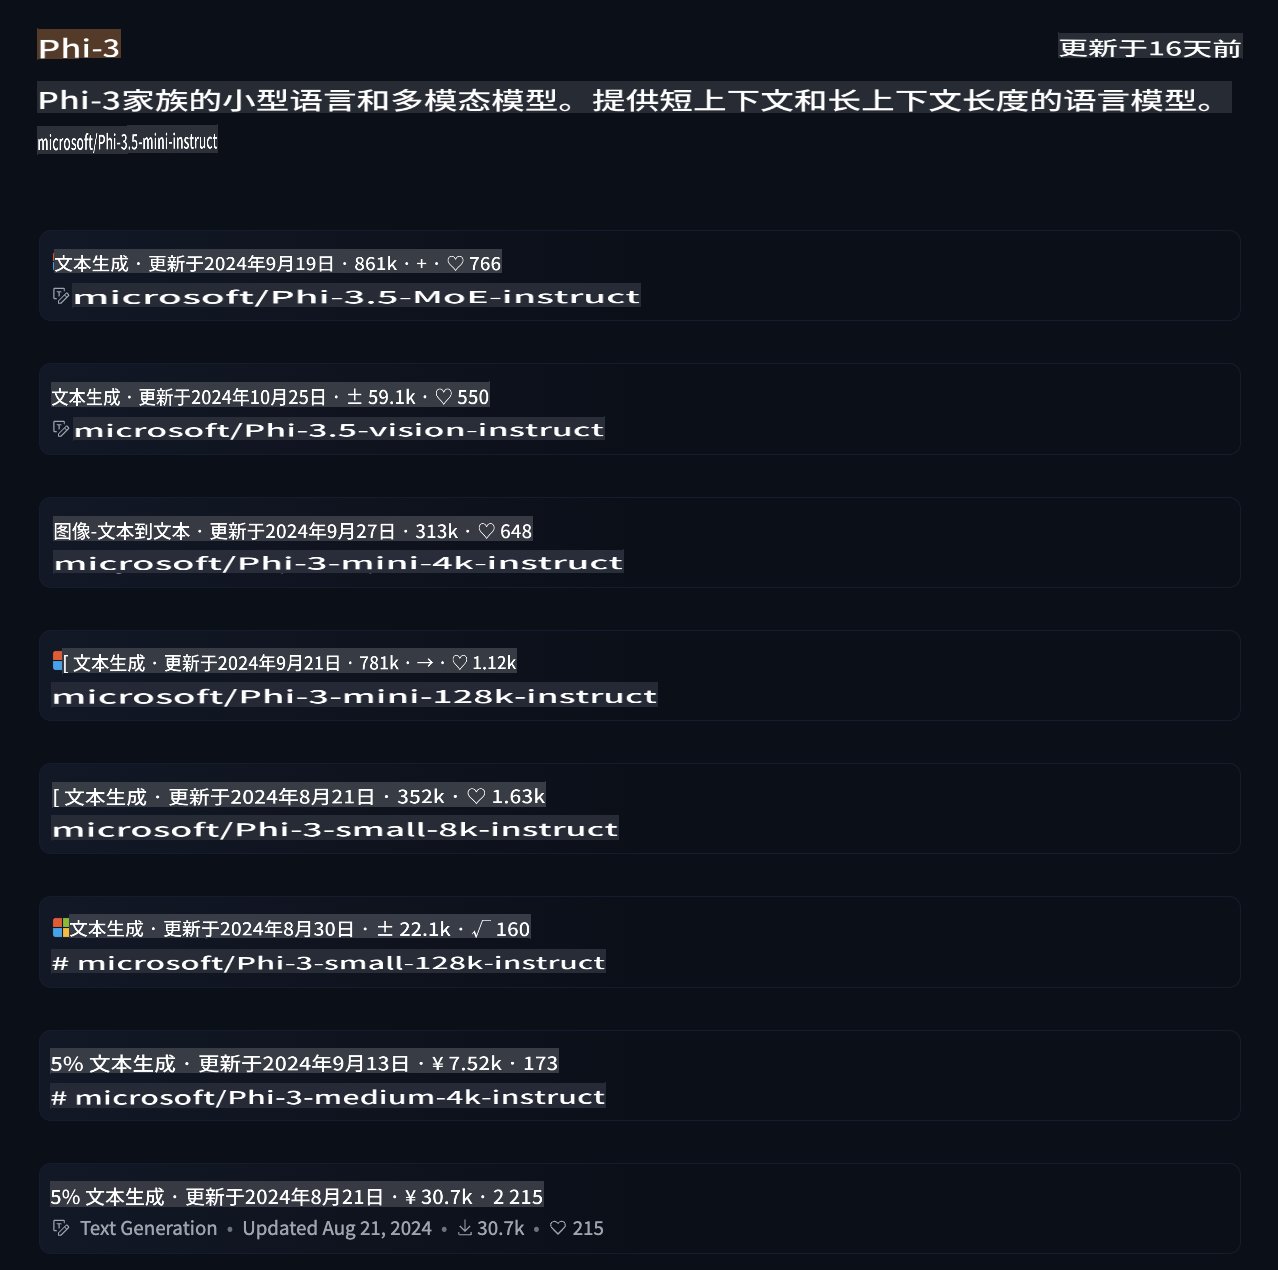 Phi-3
更新于16天前
Phi-3家族的小型语言和多模态模型。提供短上下文和长上下文长度的语言模型。
microsoft/Phi-3.5-mini-instruct
文本生成 · 更新于2024年9月19日 · 861k · + · ♡ 766
microsoft/Phi-3.5-MoE-instruct
文本生成 · 更新于2024年10月25日 · ± 59.1k · ♡ 550
microsoft/Phi-3.5-vision-instruct
图像-文本到文本 · 更新于2024年9月27日 · 313k · ♡ 648
microsoft/Phi-3-mini-4k-instruct
[ 文本生成 · 更新于2024年9月21日 · 781k · → · ♡ 1.12k
microsoft/Phi-3-mini-128k-instruct
[ 文本生成 · 更新于2024年8月21日 · 352k · ♡ 1.63k
microsoft/Phi-3-small-8k-instruct
文本生成 · 更新于2024年8月30日 · ± 22.1k · √ 160
# microsoft/Phi-3-small-128k-instruct
5% 文本生成 · 更新于2024年9月13日 · ¥ 7.52k · 173
# microsoft/Phi-3-medium-4k-instruct
5% 文本生成 · 更新于2024年8月21日 · ¥ 30.7k · 2 215
Text Generation • Updated Aug 21, 2024 • 30.7k • ♡ 215